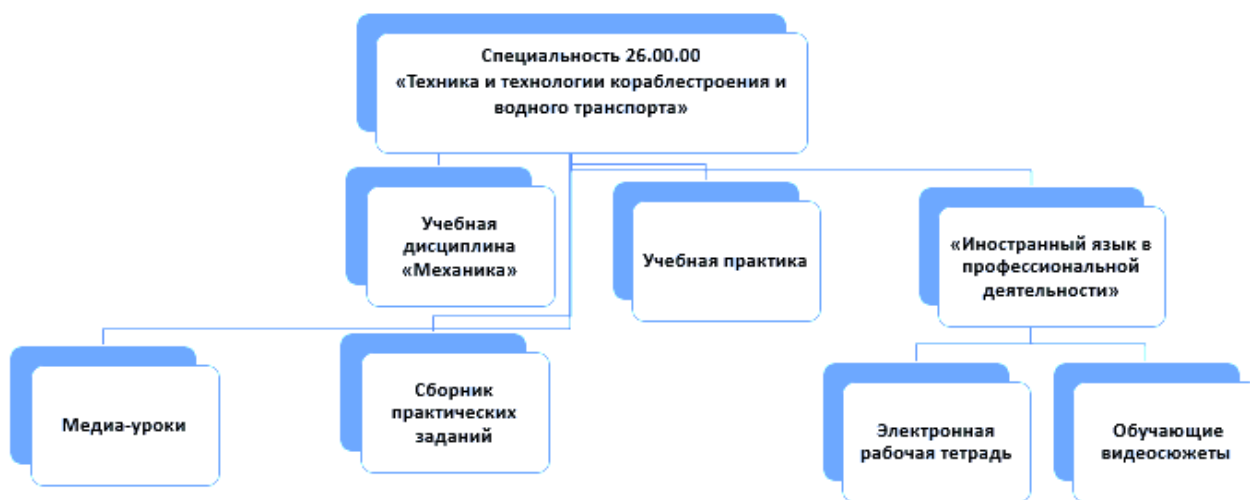 Специальность 26.00.00
«Техника и технологии кораблестроения и
водного транспорта»
Учебная
дисциплина
«Механика»
Учебная практика
«Иностранный язык в
профессиональной
деятельности»
Медиа-уроки
Сборник
практических
заданий
Электронная
рабочая тетрадь
Обучающие
видеосюжеты